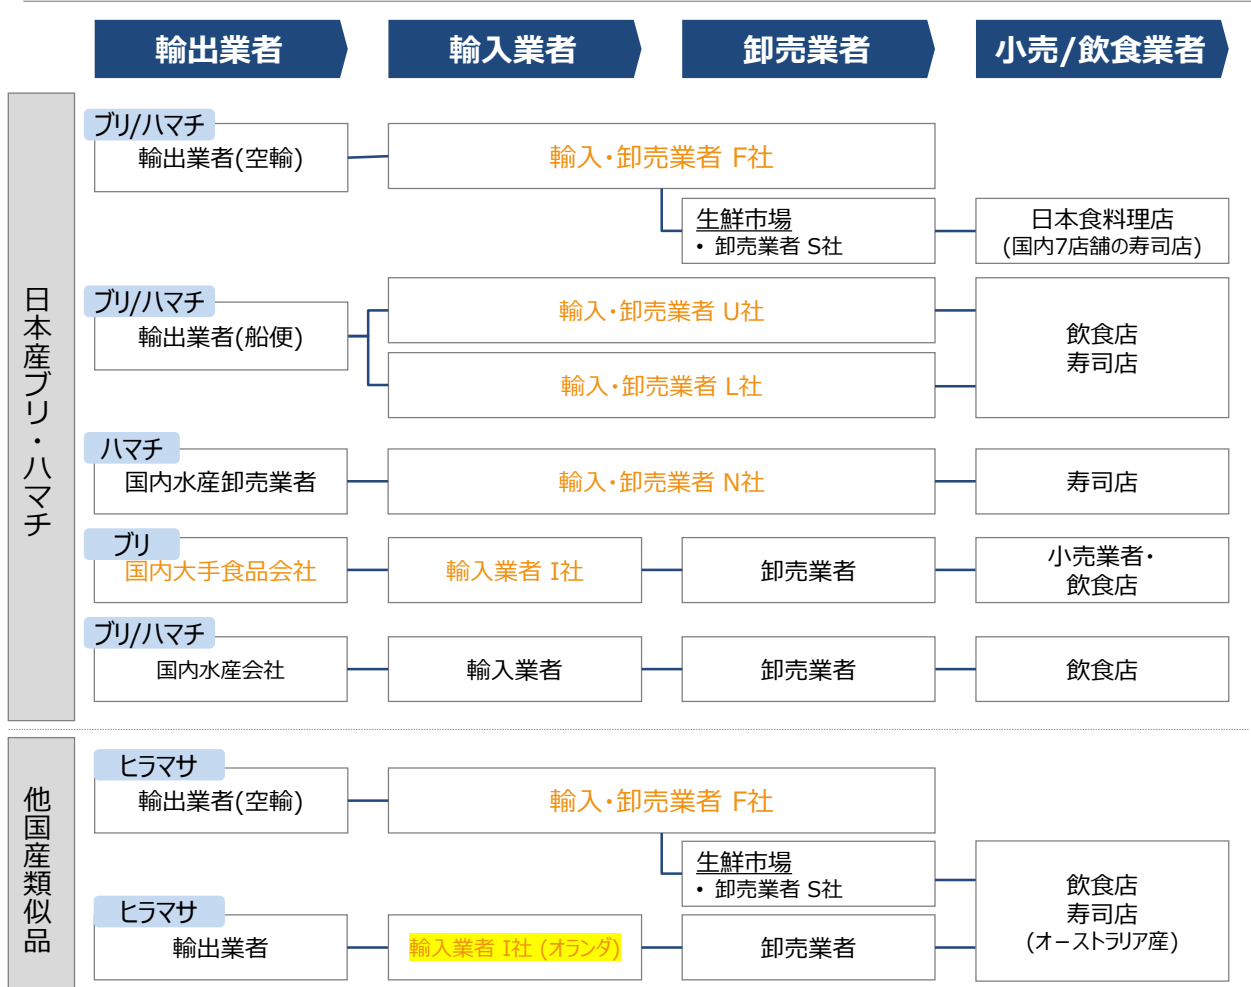 輸出業者
輸入業者
卸売業者
小売/飲食業者
日本産ブリ・ハマチ
ブリ/ハマチ
輸出業者(空輸)
輸入・卸売業者 F社
生鮮市場
• 卸売業者 S社
日本食料理店
(国内7店舗の寿司店)
ブリ/ハマチ
輸出業者(船便)
輸入・卸売業者 U社
輸入・卸売業者 L社
飲食店
寿司店
ハマチ
国内水産卸売業者
輸入・卸売業者 N社
寿司店
ブリ
国内大手食品会社
輸入業者 I社
卸売業者
小売業者・
飲食店
ブリ/ハマチ
国内水産会社
輸入業者
卸売業者
飲食店
他国産類似品
ヒラマサ
輸出業者(空輸)
輸入・卸売業者 F社
生鮮市場
• 卸売業者 S社
ヒラマサ
輸出業者
輸入業者 I社 (オランダ)
卸売業者
飲食店
寿司店
(オーストラリア産)